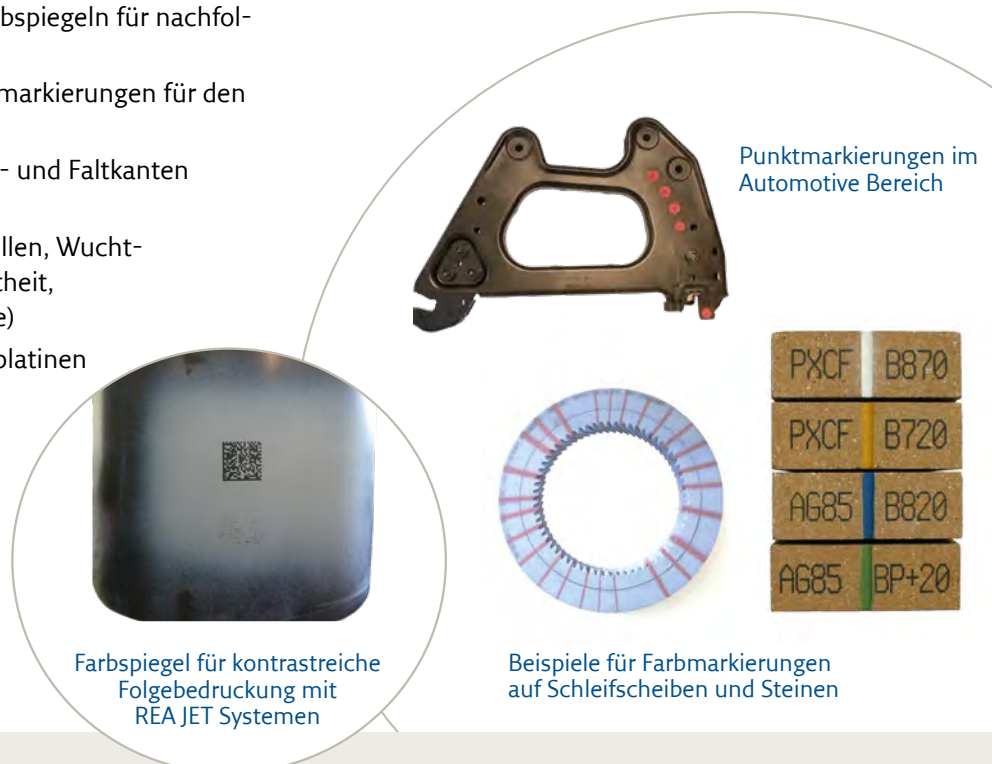 bspiegeln für nachfol-
markierungen für den
- und Faltkanten
llen, Wucht-
theit,
e)
platinen
Punktmarkierungen im
Automotive Bereich
PXCF B870
PXCF B720
AG85 B820
AG85 BP+20
Farbspiegel für kontrastreiche
Folgebedruckung mit
REA JET Systemen
Beispiele für Farbmarkierungen
auf Schleifscheiben und Steinen